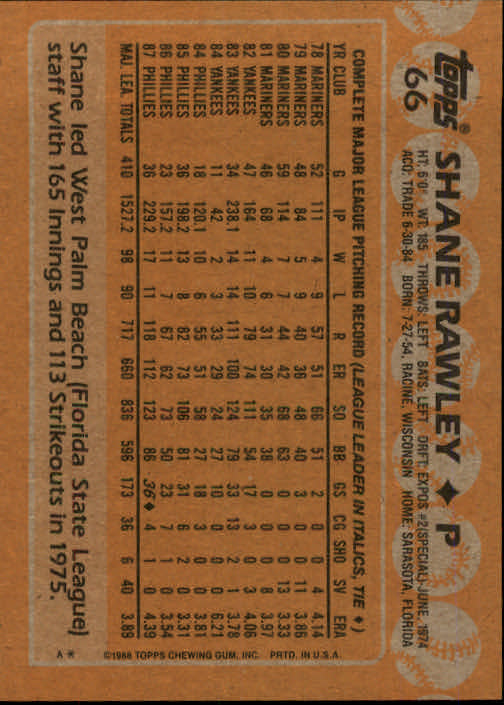 topps®
66
SHANE RAWLEY ♦ P
HT: 6'0" WT: 185 THROWS: LEFT BATS: LEFT DRFT: EXPOS #2(SPECIAL)-JUNE, 1974
ACQ: TRADE 6-30-84 BORN: 7-27-54, RACINE, WISCONSIN HOME: SARASOTA, FLORIDA
COMPLETE MAJOR LEAGUE PITCHING RECORD (LEAGUE LEADER IN ITALICS, TIE ♦)
YR CLUB G IP W L R ER SO BB GS CG SHO SV ERA
78 MARINERS 52 111 4 9 57 51 66 51 2 0 0 4 4.14
79 MARINERS 48 84 5 9 40 36 48 40 3 0 0 11 3.86
80 MARINERS 59 114 7 7 44 42 68 63 0 0 0 13 3.33
81 MARINERS 46 68 4 6 31 30 35 38 0 0 0 8 3.97
82 YANKEES 47 164 11 10 79 74 111 54 17 3 0 3 4.06
83 YANKEES 34 238.1 14 14 111 100 124 79 33 13 2 1 3.78
84 YANKEES 11 42 2 3 33 29 24 27 10 0 0 0 6.21
84 PHILLIES 18 120.1 10 6 55 51 58 27 18 3 0 0 3.81
85 PHILLIES 36 198.2 13 8 82 73 106 81 31 6 2 0 3.31
86 PHILLIES 23 157.2 11 7 67 62 73 50 23 7 1 0 3.54
87 PHILLIES 36 229.2 17 11 118 112 123 86 36♦ 4 1 0 4.39
MAJ LEA TOTALS 410 1527.2 98 90 717 660 836 596 173 36 6 40 3.89
©1988 TOPPS CHEWING GUM, INC. PRTD. IN U.S.A.
Shane led West Palm Beach (Florida State League)
staff with 165 Innings and 113 Strikeouts in 1975.
A*